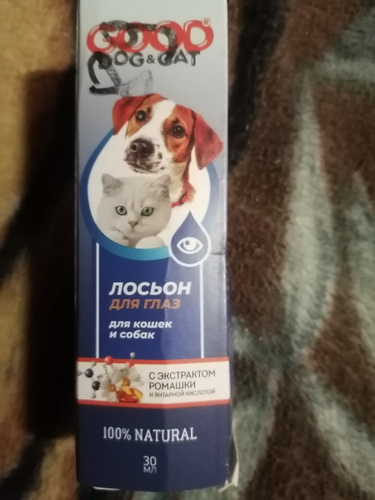 GOOD®
DOG&CAT
ЛОСЬОН
ДЛЯ ГЛАЗ
для кошек
и собак
С ЭКСТРАКТОМ
РОМАШКИ
И ЯНТАРНОЙ КИСЛОТОЙ
100% NATURAL
30
МЛ